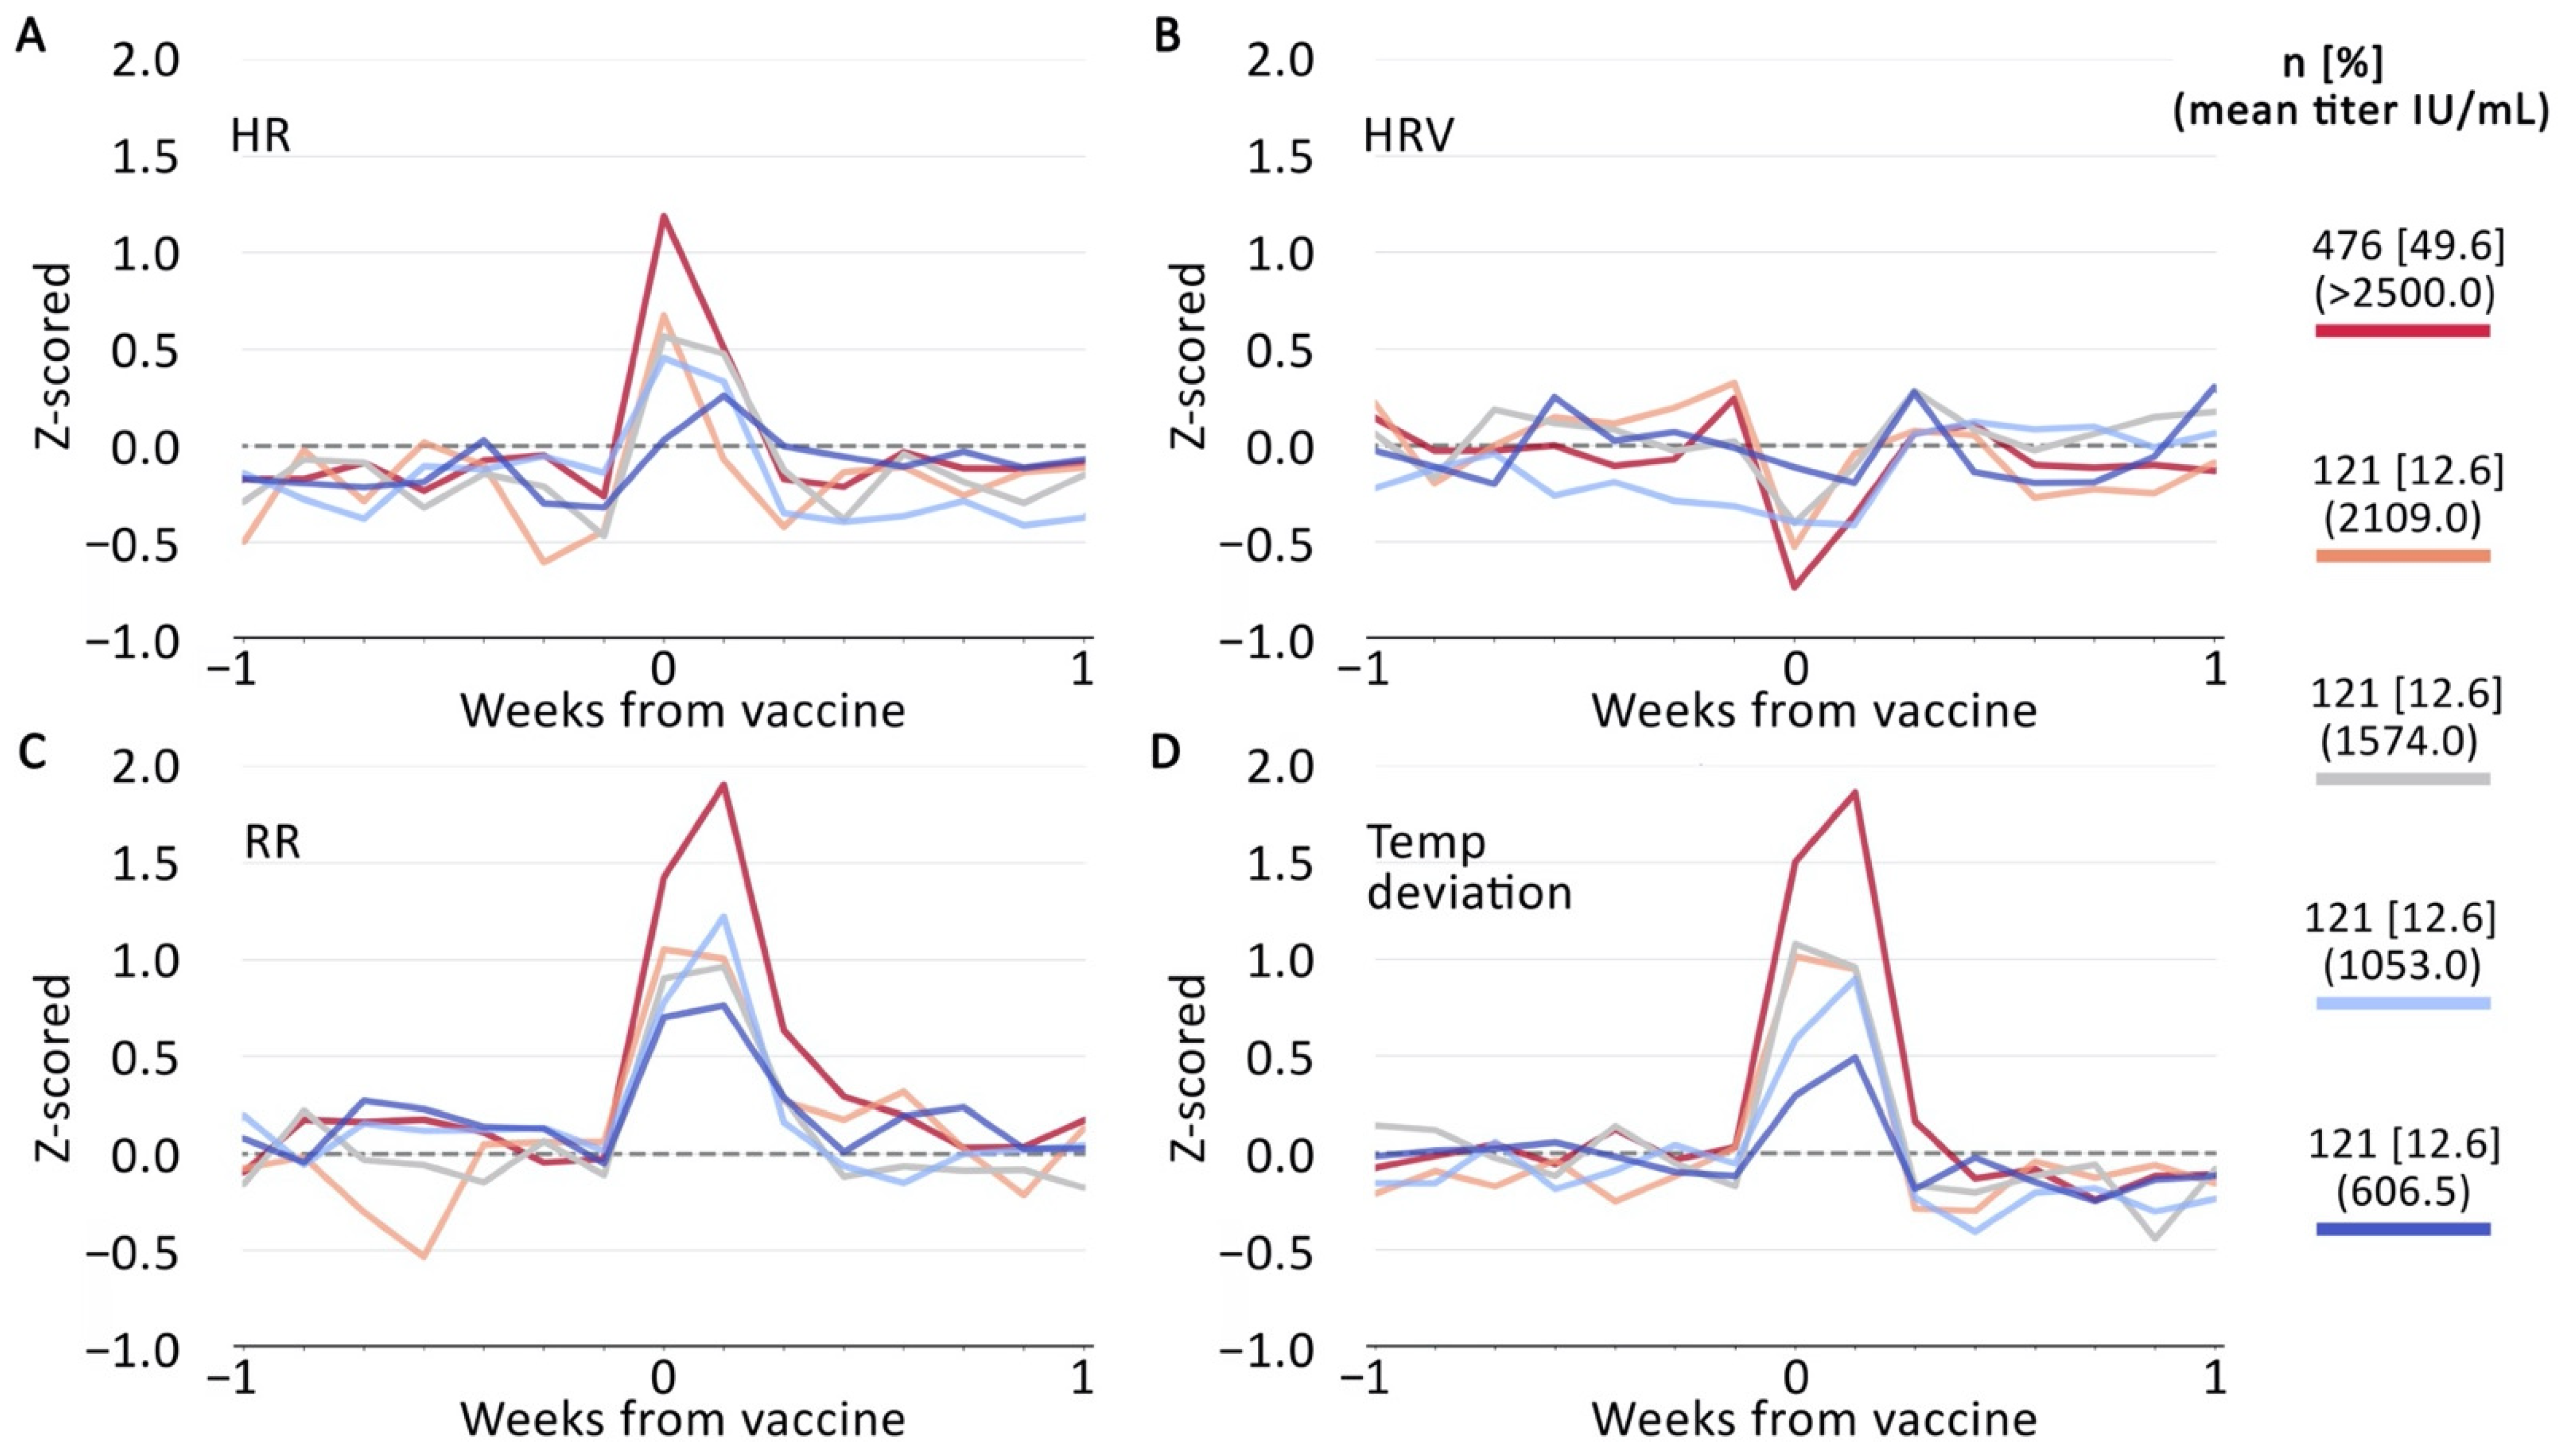 A
2.0
1.5
1.0
0.5
0.0
−0.5
−1.0
Z-scored
HR
−1
0
1
Weeks from vaccine
B
2.0
1.5
1.0
0.5
0.0
−0.5
−1.0
Z-scored
HRV
−1
0
1
Weeks from vaccine
C
2.0
1.5
1.0
0.5
0.0
−0.5
−1.0
Z-scored
RR
−1
0
1
Weeks from vaccine
D
2.0
1.5
1.0
0.5
0.0
−0.5
−1.0
Z-scored
Temp
deviation
−1
0
1
Weeks from vaccine
n [%]
(mean titer IU/mL)
476 [49.6]
(>2500.0)
121 [12.6]
(2109.0)
121 [12.6]
(1574.0)
121 [12.6]
(1053.0)
121 [12.6]
(606.5)